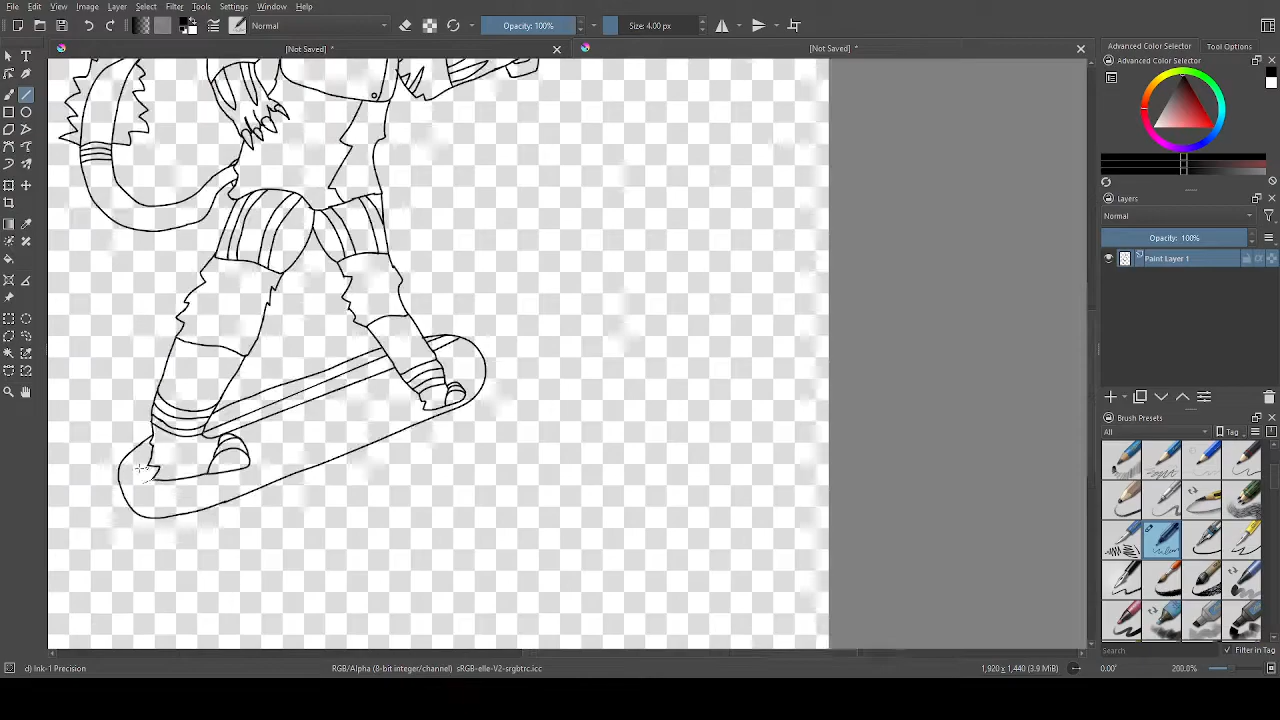 File Edit View Image Layer Select Filter Tools Settings Window Help
Normal
Opacity: 100%
Size: 4.00 px
[Not Saved] *
[Not Saved] *
Advanced Color Selector
Tool Options
Advanced Color Selector
Layers
Normal
Opacity: 100%
Paint Layer 1
Brush Presets
All
Tag
Search
Filter in Tag
d) Ink-1 Precision
RGB/Alpha (8-bit integer/channel) sRGB-elle-V2-srgbtrc.icc
1,920 x 1,440 (3.9 MiB)
0.00°
200.0%